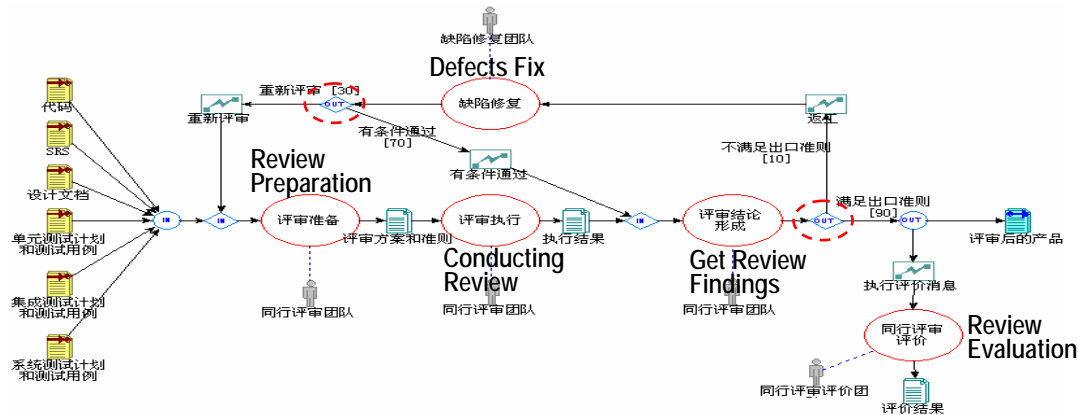 缺陷修复团队
Defects Fix
缺陷修复
重新评审 [30]
OUT
重新评审
有条件通过
[70]
有条件通过
返工
不满足出口准则
[10]
代码
SRS
设计文档
单元测试计划
和测试用例
集成测试计划
和测试用例
系统测试计划
和测试用例
IN
IN
Review
Preparation
评审准备
评审方案和准则
同行评审团队
评审执行
Conducting
Review
同行评审团队
执行结果
IN
评审结论
形成
Get Review
Findings
同行评审团队
OUT
满足出口准则
[90]
OUT
评审后的产品
执行评价消息
同行评审
评价
Review
Evaluation
同行评审评价团
评价结果